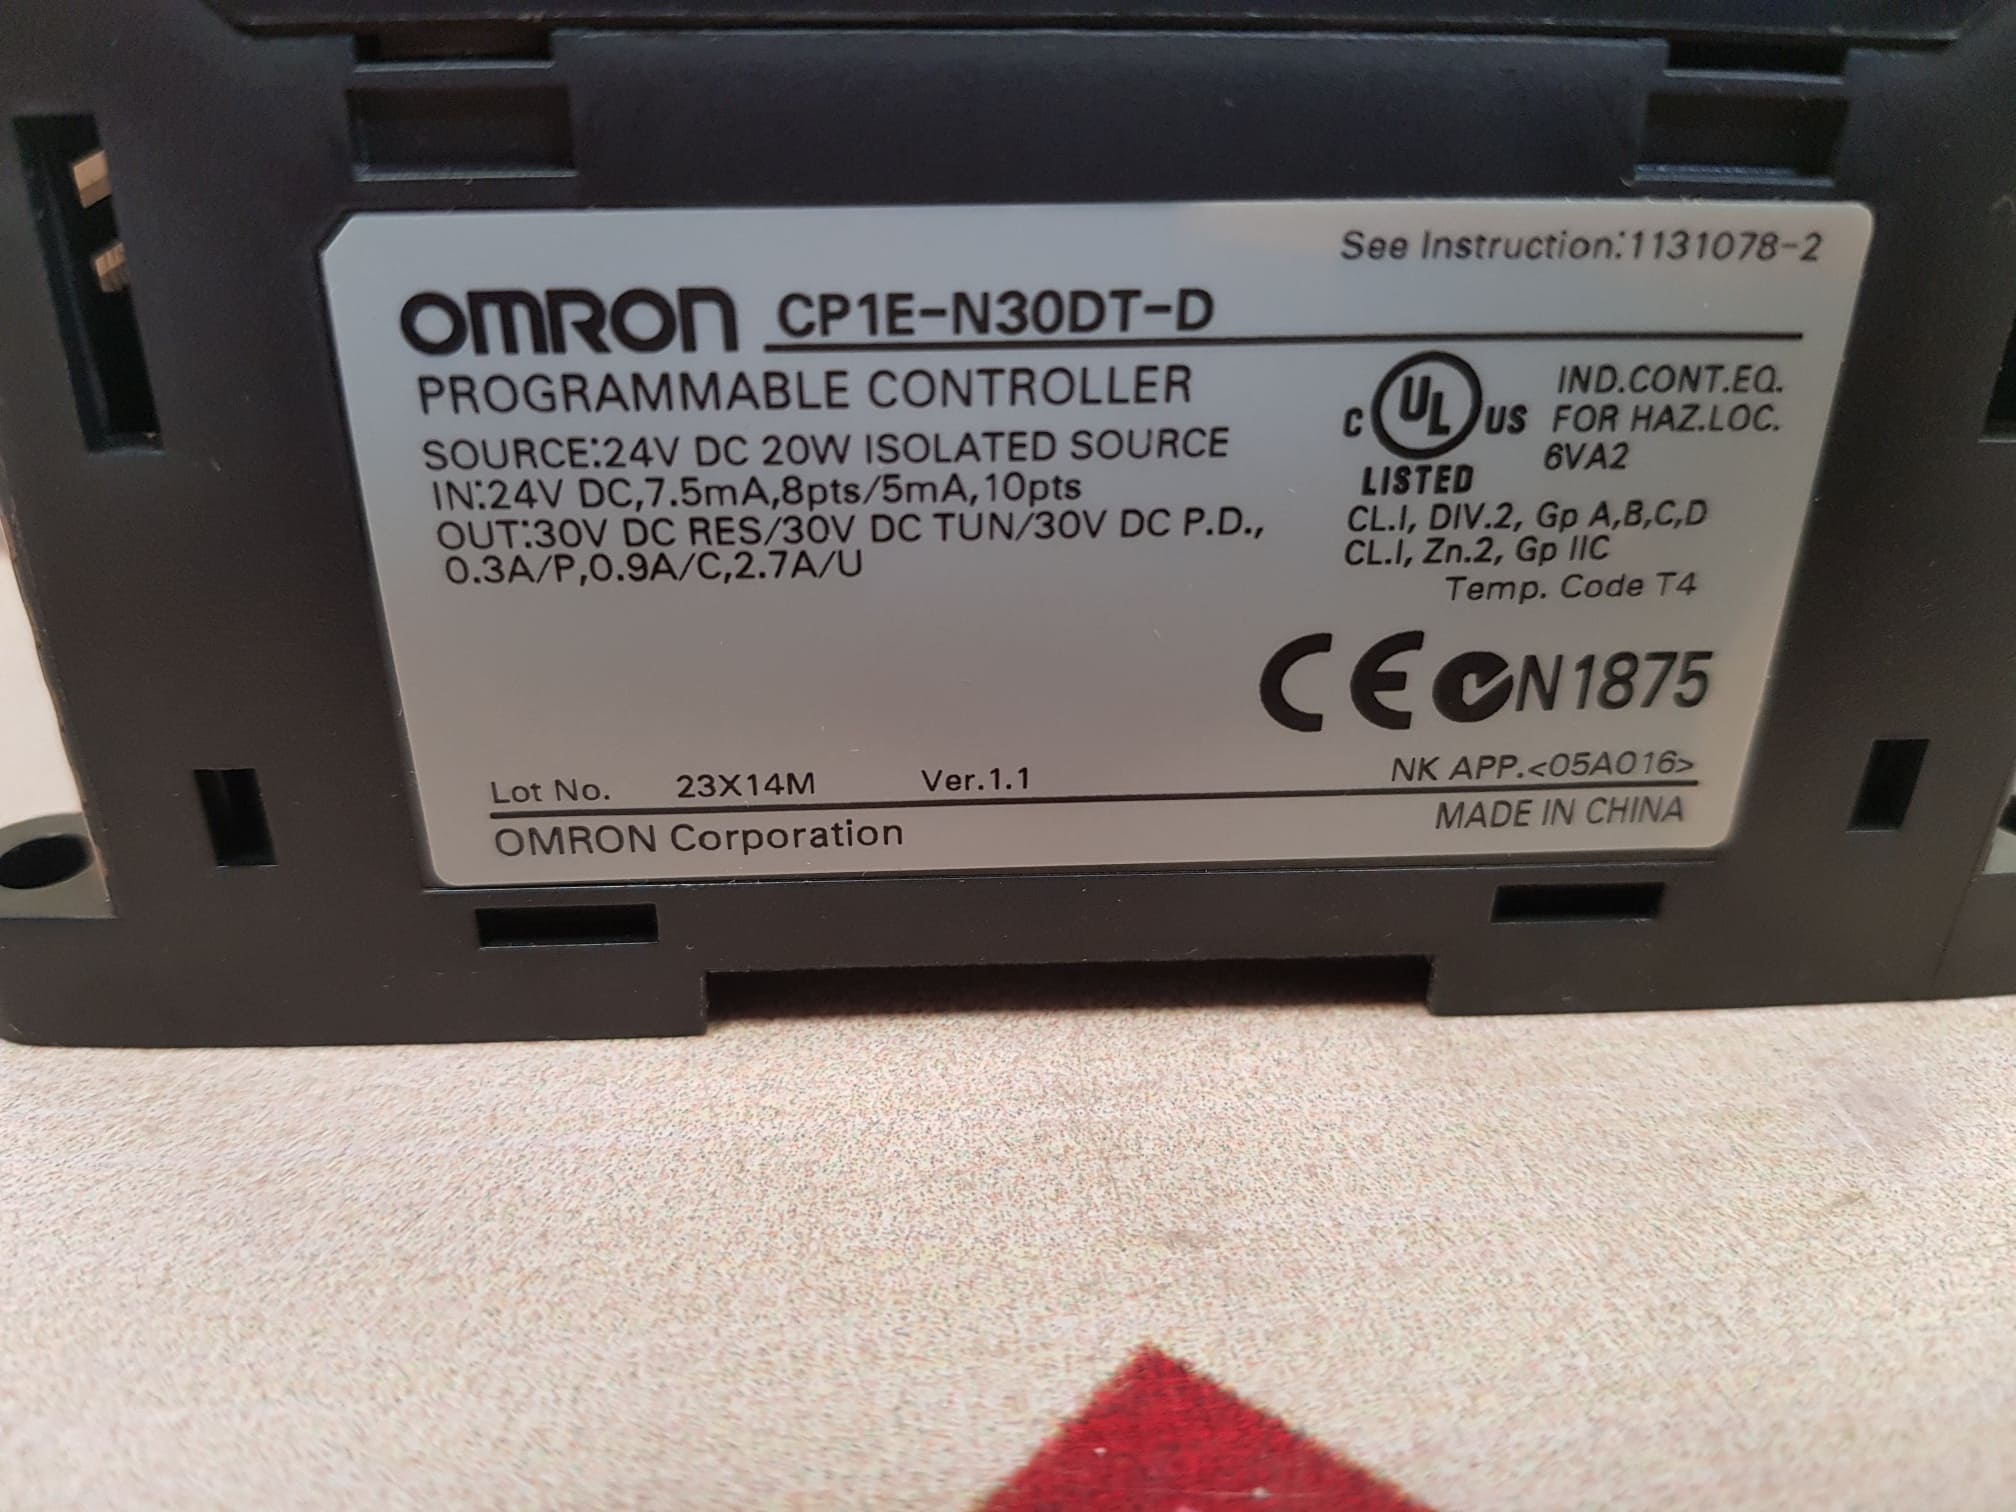 See Instruction:1131078-2
OMRON CP1E-N30DT-D
PROGRAMMABLE CONTROLLER
SOURCE:24V DC 20W ISOLATED SOURCE
IN:24V DC,7.5mA,8pts/5mA,10pts
OUT:30V DC RES/30V DC TUN/30V DC P.D.,
0.3A/P,0.9A/C,2.7A/U
C UL US
LISTED
IND.CONT.EQ.
FOR HAZ.LOC.
6VA2
CL.I, DIV.2, Gp A,B,C,D
CL.I, Zn.2, Gp IIC
Temp. Code T4
CE N1875
Lot No. 23X14M Ver.1.1
NK APP.<05A016>
OMRON Corporation
MADE IN CHINA